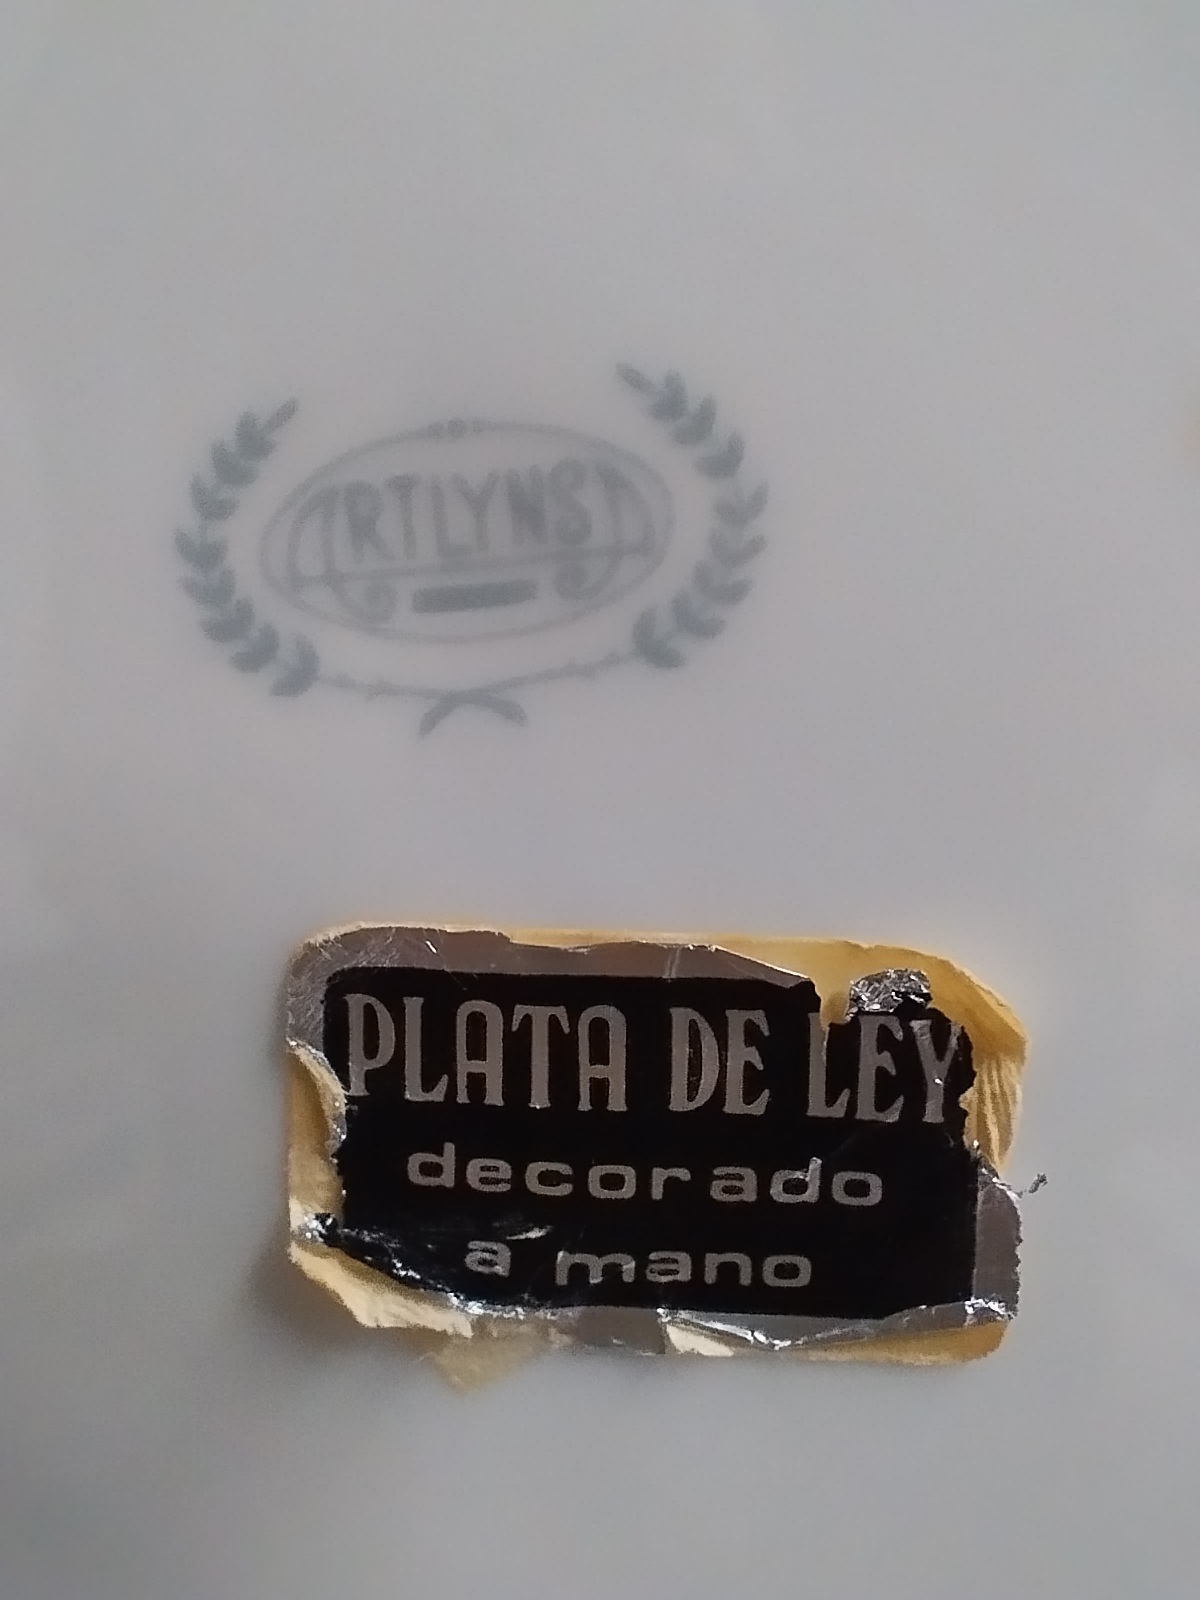 ARTLYNSA
PLATA DE LEY
decorado
a mano